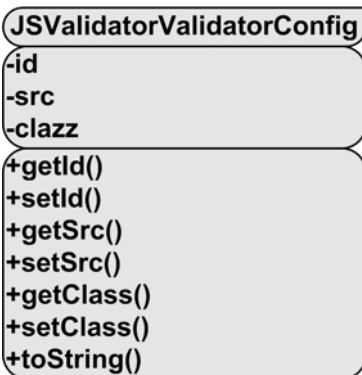 JSValidatorValidatorConfig
-id
-src
-clazz
+getId()
+setId()
+getSrc()
+setSrc()
+getClass()
+setClass()
+toString()